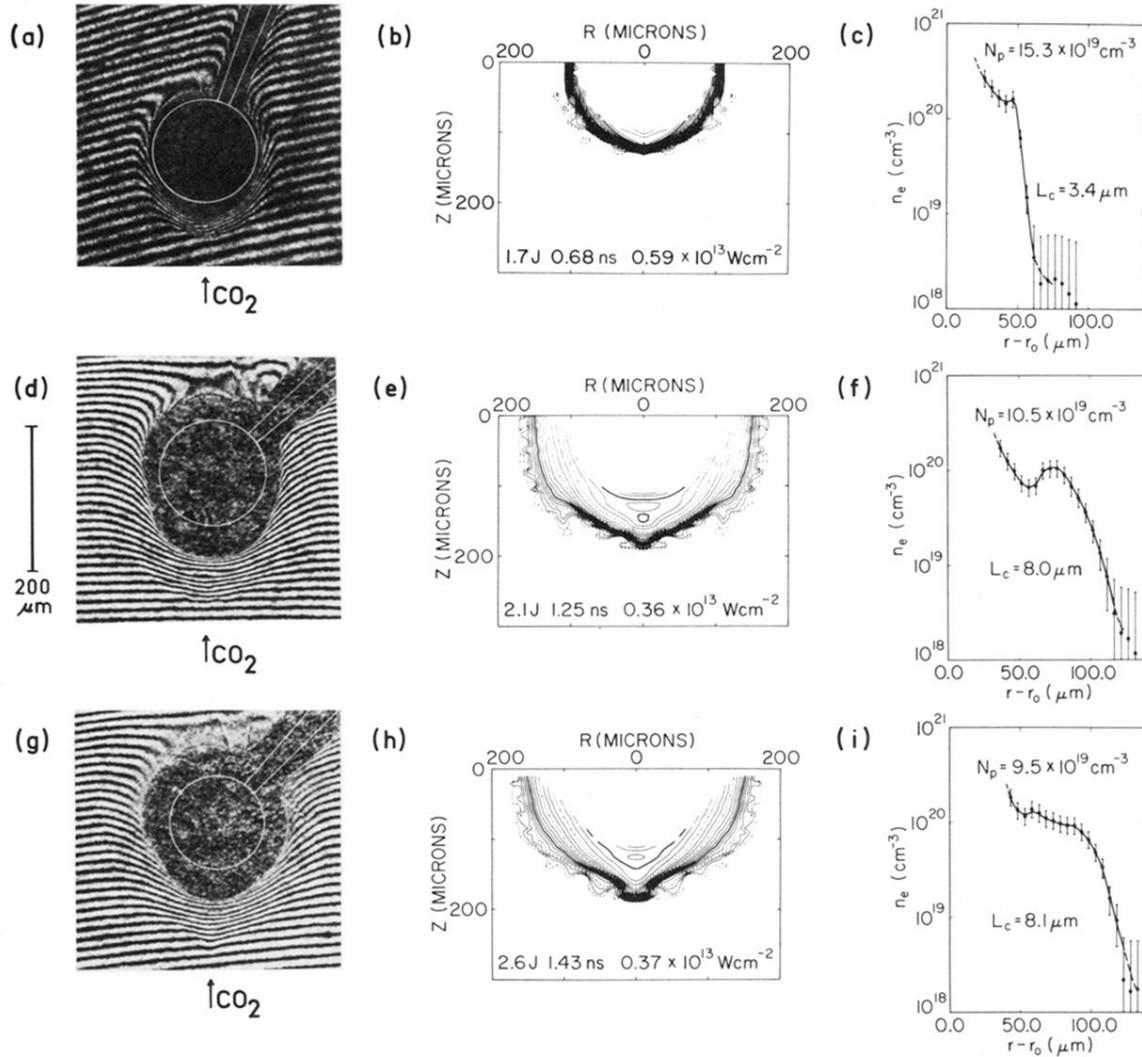 (a)
↑CO₂
(b)
R (MICRONS)
200 0 200
0
200
Z (MICRONS)
1.7J 0.68 ns 0.59 × 10¹³ Wcm⁻²
(c)
10²¹
10²⁰
10¹⁹
10¹⁸
nₑ (cm⁻³)
Nₚ = 15.3 × 10¹⁹ cm⁻³
L_c = 3.4 μm
0.0 50.0 100.0
r – r₀ (μm)
(d)
200
μm
↑CO₂
(e)
R (MICRONS)
200 0 200
0
200
Z (MICRONS)
2.1J 1.25 ns 0.36 × 10¹³ Wcm⁻²
(f)
10²¹
10²⁰
10¹⁹
10¹⁸
nₑ (cm⁻³)
Nₚ = 10.5 × 10¹⁹ cm⁻³
L_c = 8.0 μm
0.0 50.0 100.0
r – r₀ (μm)
(g)
↑CO₂
(h)
R (MICRONS)
200 0 200
0
200
Z (MICRONS)
2.6J 1.43 ns 0.37 × 10¹³ Wcm⁻²
(i)
10²¹
10²⁰
10¹⁹
10¹⁸
nₑ (cm⁻³)
Nₚ = 9.5 × 10¹⁹ cm⁻³
L_c = 8.1 μm
0.0 50.0 100.0
r – r₀ (μm)